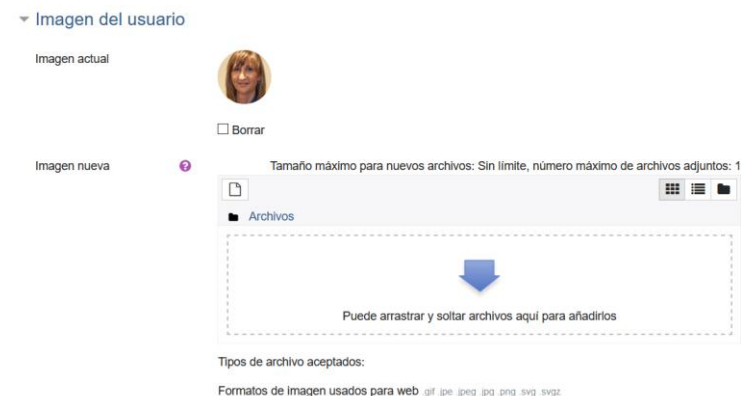 Imagen del usuario
Imagen actual
Borrar
Imagen nueva
Tamaño máximo para nuevos archivos: Sin límite, número máximo de archivos adjuntos: 1
Archivos
Puede arrastrar y soltar archivos aquí para añadirlos
Tipos de archivo aceptados:
Formatos de imagen usados para web .gif .jpe .jpeg .jpg .png .svg .svgz